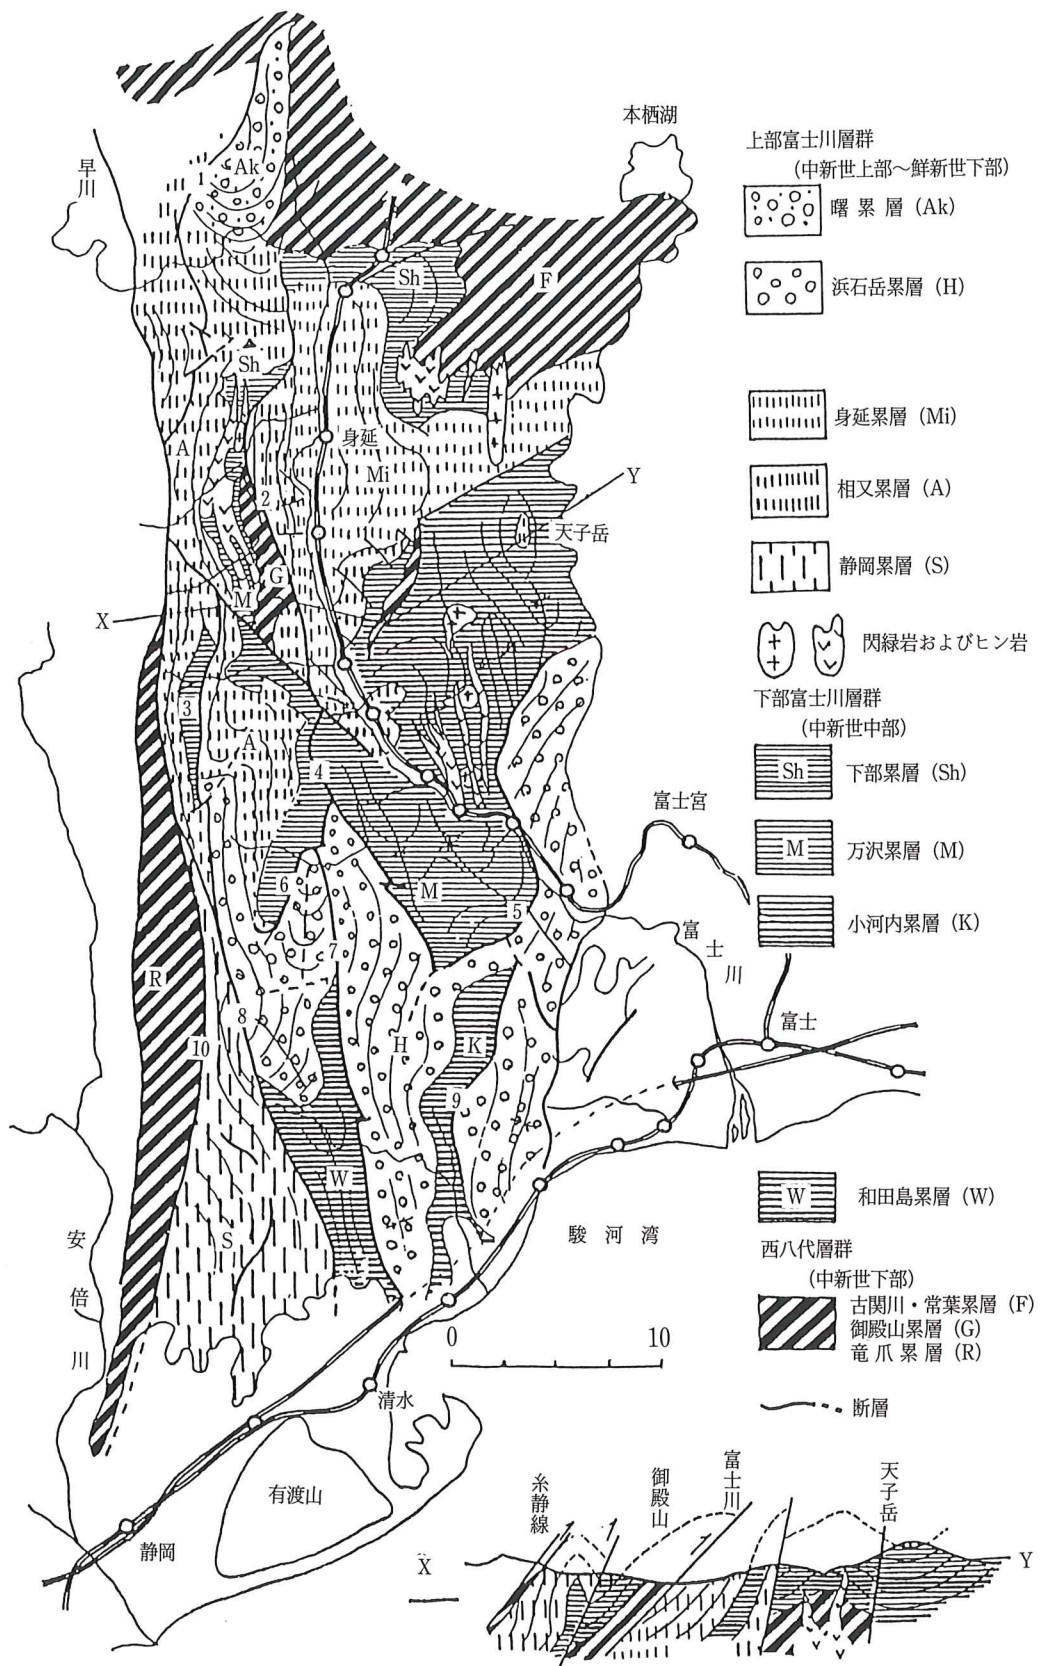 本栖湖
早川
Ak
1
Sh
F
Sh
A
身延
Mi
2
Y
天子岳
G
M
X
3
A
4
富士宮
6
M
5
7
富士川
R
8
H
K
富士
10
9
W
S
駿河湾
安倍川
0 10
清水
有渡山
静岡
上部富士川層群
(中新世上部〜鮮新世下部)
曙累層(Ak)
浜石岳累層(H)
身延累層(Mi)
相又累層(A)
静岡累層(S)
閃緑岩およびヒン岩
下部富士川層群
(中新世中部)
Sh 下部累層(Sh)
M 万沢累層(M)
小河内累層(K)
W 和田島累層(W)
西八代層群
(中新世下部)
古関川・常葉累層(F)
御殿山累層(G)
竜爪累層(R)
断層
糸静線
御殿山
富士川
天子岳
X
Y